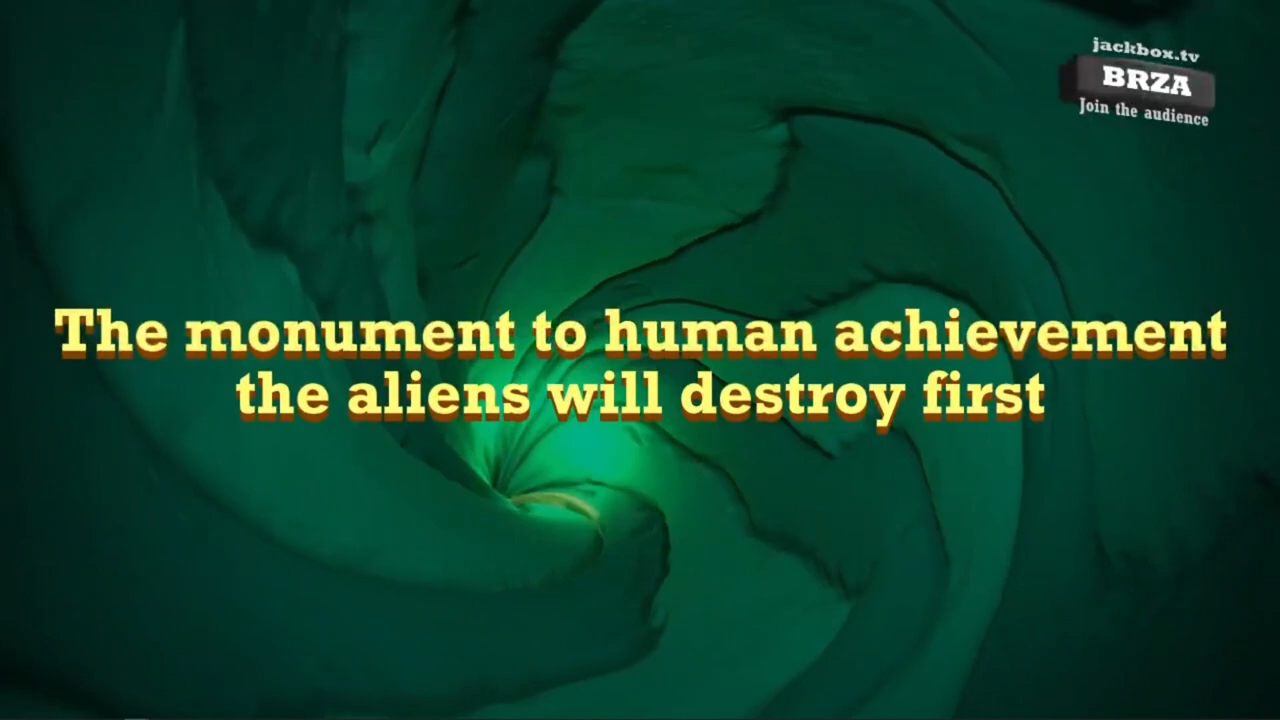 jackbox.tv
BRZA
Join the audience
The monument to human achievement
the aliens will destroy first